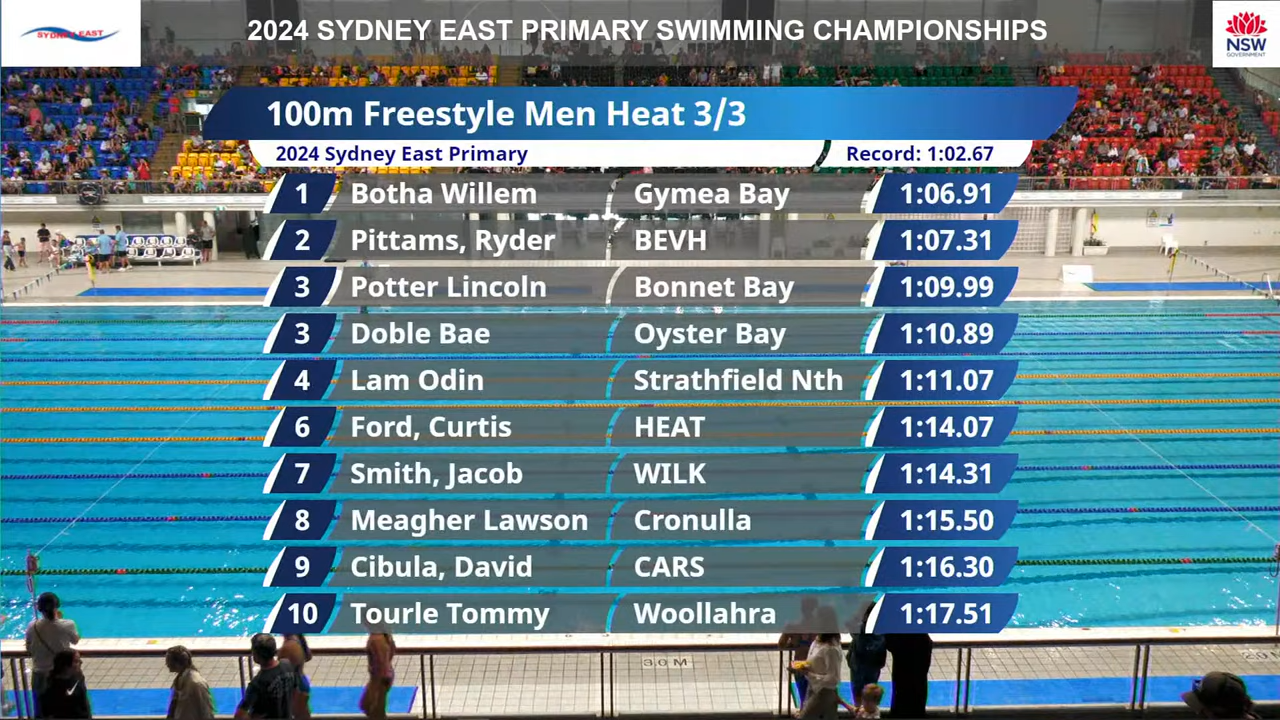 SYDNEY EAST
2024 SYDNEY EAST PRIMARY SWIMMING CHAMPIONSHIPS
NSW
GOVERNMENT
100m Freestyle Men Heat 3/3
2024 Sydney East Primary Record: 1:02.67
1 Botha Willem Gymea Bay 1:06.91
2 Pittams, Ryder BEVH 1:07.31
3 Potter Lincoln Bonnet Bay 1:09.99
3 Doble Bae Oyster Bay 1:10.89
4 Lam Odin Strathfield Nth 1:11.07
6 Ford, Curtis HEAT 1:14.07
7 Smith, Jacob WILK 1:14.31
8 Meagher Lawson Cronulla 1:15.50
9 Cibula, David CARS 1:16.30
10 Tourle Tommy Woollahra 1:17.51
3.0 M